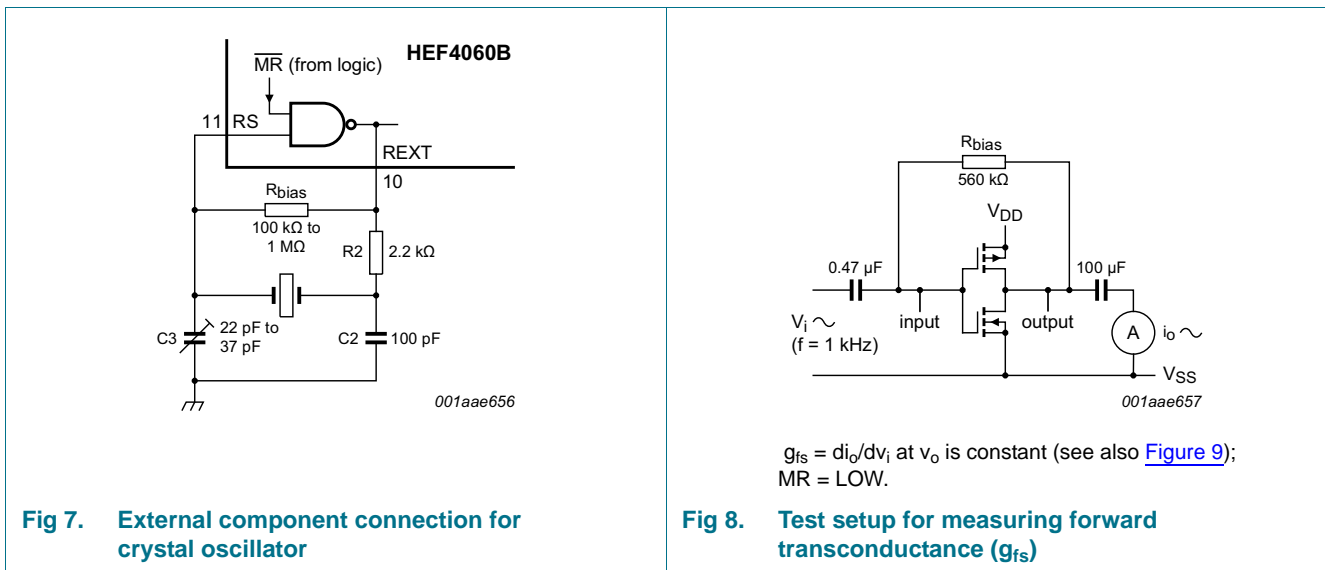 HEF4060B
M̅R̅ (from logic)
11 RS
REXT
10
Rbias
100 kΩ to
1 MΩ
R2 2.2 kΩ
C3 22 pF to
37 pF
C2 100 pF
001aae656
Fig 7. External component connection for
crystal oscillator
Rbias
560 kΩ
VDD
0.47 μF
100 μF
input
output
Vi
(f = 1 kHz)
A
io
VSS
001aae657
gfs = dio/dvi at vo is constant (see also Figure 9);
MR = LOW.
Fig 8. Test setup for measuring forward
transconductance (gfs)